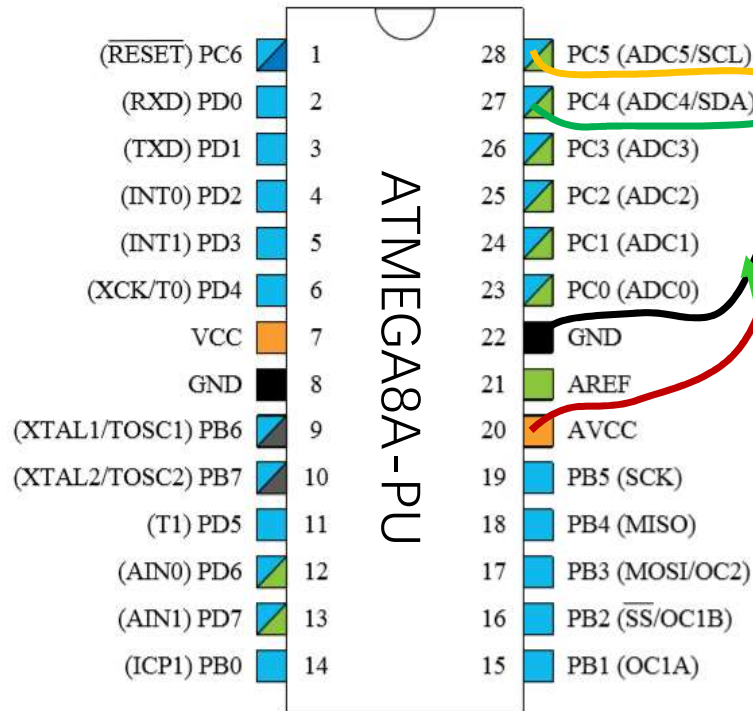 (RESET) PC6 1 28 PC5 (ADC5/SCL)
(RXD) PD0 2 27 PC4 (ADC4/SDA)
(TXD) PD1 3 26 PC3 (ADC3)
(INT0) PD2 4 25 PC2 (ADC2)
(INT1) PD3 5 24 PC1 (ADC1)
(XCK/T0) PD4 6 23 PC0 (ADC0)
VCC 7 22 GND
GND 8 21 AREF
(XTAL1/TOSC1) PB6 9 20 AVCC
(XTAL2/TOSC2) PB7 10 19 PB5 (SCK)
(T1) PD5 11 18 PB4 (MISO)
(AIN0) PD6 12 17 PB3 (MOSI/OC2)
(AIN1) PD7 13 16 PB2 (SS/OC1B)
(ICP1) PB0 14 15 PB1 (OC1A)
ATMEGA8A-PU